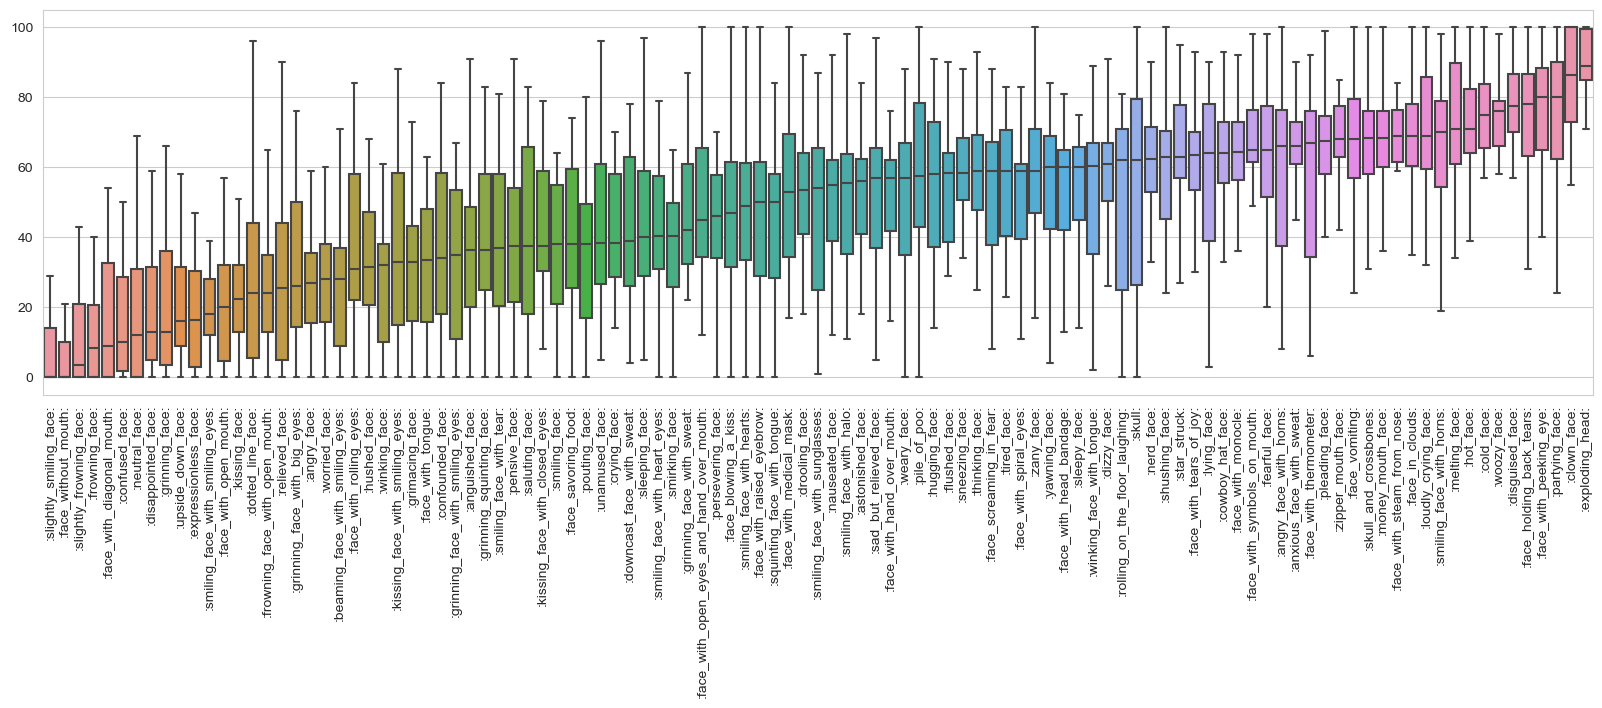 100
80
60
40
20
0
:slightly_smiling_face:
:face_without_mouth:
:slightly_frowning_face:
:frowning_face:
:face_with_diagonal_mouth:
:confused_face:
:neutral_face:
:disappointed_face:
:grinning_face:
:upside_down_face:
:expressionless_face:
:smiling_face_with_smiling_eyes:
:face_with_open_mouth:
:kissing_face:
:dotted_line_face:
:frowning_face_with_open_mouth:
:relieved_face:
:grinning_face_with_big_eyes:
:angry_face:
:worried_face:
:beaming_face_with_smiling_eyes:
:face_with_rolling_eyes:
:hushed_face:
:winking_face:
:kissing_face_with_smiling_eyes:
:grimacing_face:
:face_with_tongue:
:confounded_face:
:grinning_face_with_smiling_eyes:
:anguished_face:
:grinning_squinting_face:
:smiling_face_with_tear:
:pensive_face:
:saluting_face:
:kissing_face_with_closed_eyes:
:smiling_face:
:face_savoring_food:
:pouting_face:
:unamused_face:
:crying_face:
:downcast_face_with_sweat:
:sleeping_face:
:smiling_face_with_heart_eyes:
:smirking_face:
:grinning_face_with_sweat:
:face_with_open_eyes_and_hand_over_mouth:
:persevering_face:
:face_blowing_a_kiss:
:smiling_face_with_hearts:
:face_with_raised_eyebrow:
:squinting_face_with_tongue:
:face_with_medical_mask:
:drooling_face:
:smiling_face_with_sunglasses:
:nauseated_face:
:smiling_face_with_halo:
:astonished_face:
:sad_but_relieved_face:
:face_with_hand_over_mouth:
:weary_face:
:pile_of_poo:
:hugging_face:
:flushed_face:
:sneezing_face:
:thinking_face:
:face_screaming_in_fear:
:tired_face:
:face_with_spiral_eyes:
:zany_face:
:yawning_face:
:face_with_head_bandage:
:sleepy_face:
:winking_face_with_tongue:
:dizzy_face:
:rolling_on_the_floor_laughing:
:skull:
:nerd_face:
:shushing_face:
:star_struck:
:face_with_tears_of_joy:
:lying_face:
:cowboy_hat_face:
:face_with_monocle:
:face_with_symbols_on_mouth:
:fearful_face:
:angry_face_with_horns:
:anxious_face_with_sweat:
:face_with_thermometer:
:pleading_face:
:zipper_mouth_face:
:face_vomiting:
:skull_and_crossbones:
:money_mouth_face:
:face_with_steam_from_nose:
:face_in_clouds:
:loudly_crying_face:
:smiling_face_with_horns:
:melting_face:
:hot_face:
:cold_face:
:woozy_face:
:disguised_face:
:face_holding_back_tears:
:face_with_peeking_eye:
:partying_face:
:clown_face:
:exploding_head: